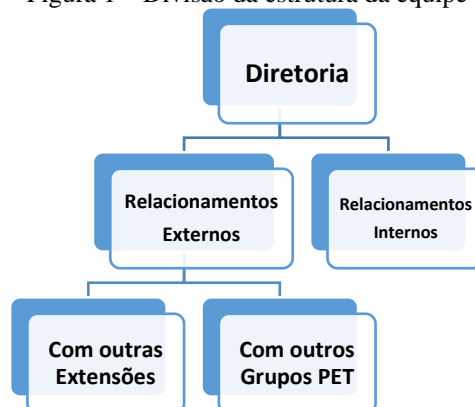 Figura 1 – Divisão da estrutura da equipe
Diretoria
Relacionamentos
Externos
Relacionamentos
Internos
Com outras
Extensões
Com outros
Grupos PET